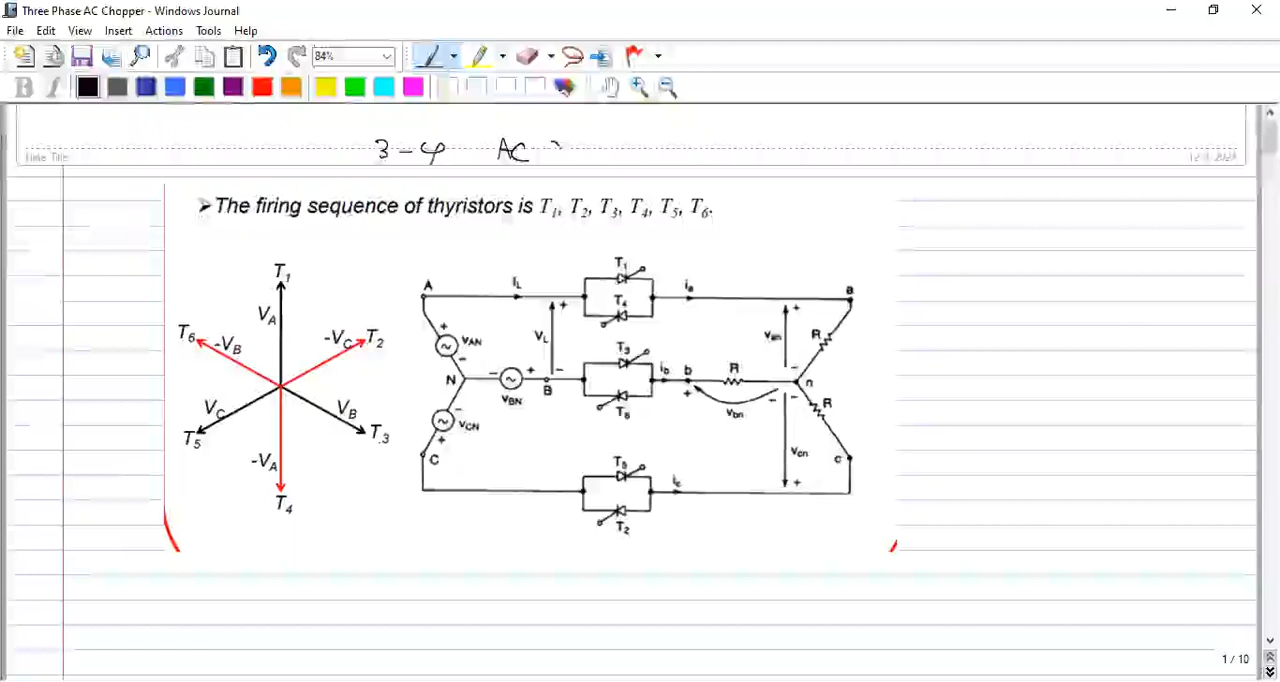 Three Phase AC Chopper - Windows Journal
File Edit View Insert Actions Tools Help
84%
B I
3-φ AC
Note Title
➢The firing sequence of thyristors is T1, T2, T3, T4, T5, T6.
T1
VA
T6 -VB
-VC T2
VC
T5
VB
T3
-VA
T4
A
iL
T1
T4
ia
a
VAN
VL
Van
R
N
VBN
B
T3
T6
ib
b
R
n
Vbn
VCN
R
C
Vcn
c
T5
T2
ic
1 / 10